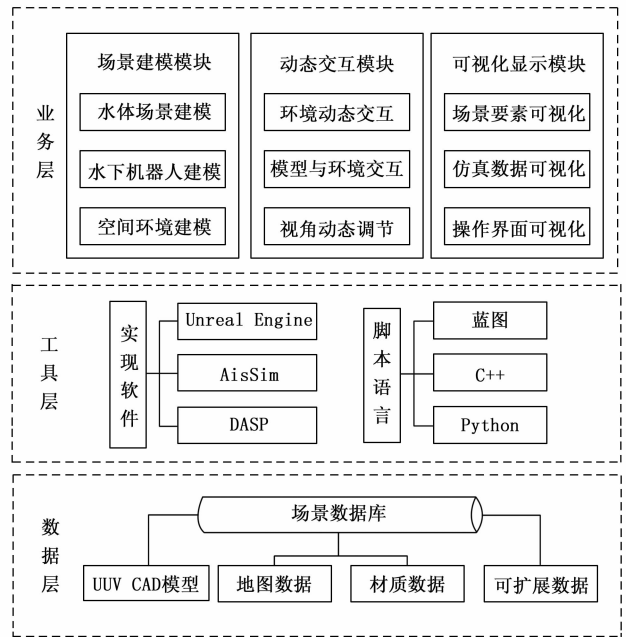 业务层
场景建模模块
水体场景建模
水下机器人建模
空间环境建模
动态交互模块
环境动态交互
模型与环境交互
视角动态调节
可视化显示模块
场景要素可视化
仿真数据可视化
操作界面可视化
工具层
实现软件
Unreal Engine
AisSim
DASP
脚本语言
蓝图
C++
Python
数据层
场景数据库
UUV CAD模型
地图数据
材质数据
可扩展数据